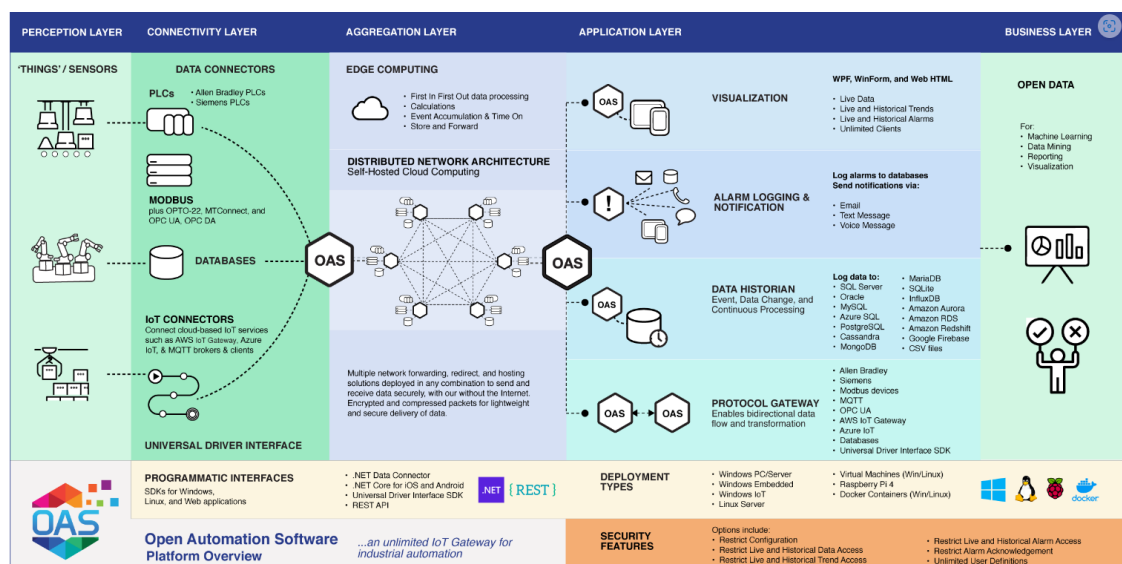 PERCEPTION LAYER
CONNECTIVITY LAYER
AGGREGATION LAYER
APPLICATION LAYER
BUSINESS LAYER
'THINGS' / SENSORS
DATA CONNECTORS
PLCs
• Allen Bradley PLCs
• Siemens PLCs
MODBUS
plus OPTO-22, MTConnect, and
OPC UA, OPC DA
DATABASES
IoT CONNECTORS
Connect cloud-based IoT services
such as AWS IoT Gateway, Azure
IoT, & MQTT brokers & clients
UNIVERSAL DRIVER INTERFACE
OAS
EDGE COMPUTING
• First In First Out data processing
• Calculations
• Event Accumulation & Time On
• Store and Forward
DISTRIBUTED NETWORK ARCHITECTURE
Self-Hosted Cloud Computing
Multiple network forwarding, redirect, and hosting
solutions deployed in any combination to send and
receive data securely, with our without the Internet.
Encrypted and compressed packets for lightweight
and secure delivery of data.
OAS
OAS
VISUALIZATION
WPF, WinForm, and Web HTML
• Live Data
• Live and Historical Trends
• Live and Historical Alarms
• Unlimited Clients
!
ALARM LOGGING &
NOTIFICATION
Log alarms to databases
Send notifications via:
• Email
• Text Message
• Voice Message
OAS
DATA HISTORIAN
Event, Data Change, and
Continuous Processing
Log data to:
• SQL Server
• Oracle
• MySQL
• Azure SQL
• PostgreSQL
• Cassandra
• MongoDB
• MariaDB
• SQLite
• InfluxDB
• Amazon Aurora
• Amazon RDS
• Amazon Redshift
• Google Firebase
• CSV files
OAS
OAS
PROTOCOL GATEWAY
Enables bidirectional data
flow and transformation
• Allen Bradley
• Siemens
• Modbus devices
• MQTT
• OPC UA
• AWS IoT Gateway
• Azure IoT
• Databases
• Universal Driver Interface SDK
OPEN DATA
For:
• Machine Learning
• Data Mining
• Reporting
• Visualization
OAS
PROGRAMMATIC INTERFACES
SDKs for Windows,
Linux, and Web applications
• .NET Data Connector
• .NET Core for iOS and Android
• Universal Driver Interface SDK
• REST API
.NET
{ REST }
DEPLOYMENT
TYPES
• Windows PC/Server
• Windows Embedded
• Windows IoT
• Linux Server
• Virtual Machines (Win/Linux)
• Raspberry Pi 4
• Docker Containers (Win/Linux)
docker
Open Automation Software
Platform Overview
...an unlimited IoT Gateway for
industrial automation
SECURITY
FEATURES
Options include:
• Restrict Configuration
• Restrict Live and Historical Data Access
• Restrict Live and Historical Trend Access
• Restrict Live and Historical Alarm Access
• Restrict Alarm Acknowledgement
• Unlimited User Definitions